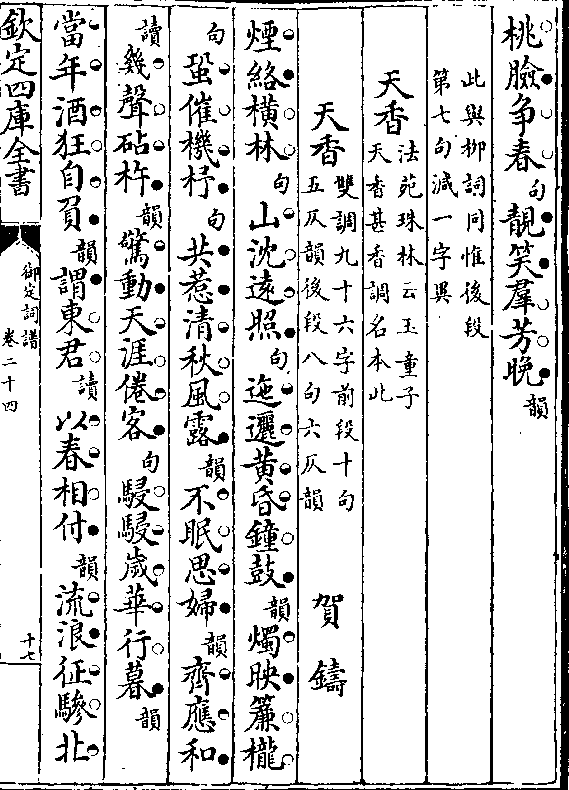 桃臉争春句靚笑羣芳晚韻
此與柳詞同惟後段
第七句減一字異
天香法苑珠林云玉童子
天香甚香調名本此
天香雙調九十六字前段十句
五仄韻後段八句六仄韻
賀鑄
煙絡橫林句山沈遠照句迤邐黄昏鐘鼓韻燭映簾櫳
句蛩催機杼句共惹清秋風露韻不眠思婦韻齊應和
讀幾聲砧杵韻驚動天涯倦客句駸駸歲華行暮韻
當年酒狂自負韻謂東君讀以春相付韻流浪征驂北
欽定四庫全書
御定詞譜
卷二十四
十七